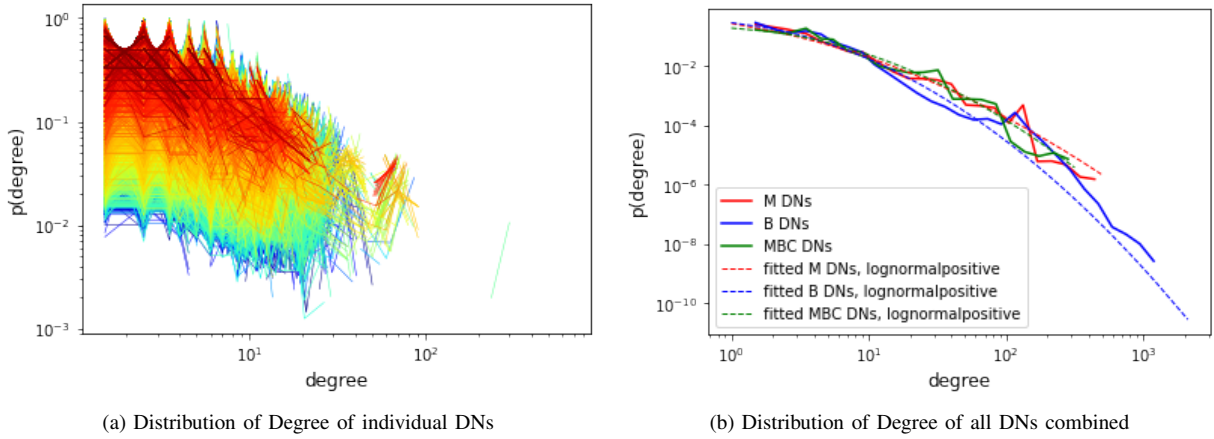 10⁰
10⁻¹
10⁻²
10⁻³
p(degree)
10¹
10²
degree
(a) Distribution of Degree of individual DNs
10⁻²
10⁻⁴
10⁻⁶
10⁻⁸
10⁻¹⁰
p(degree)
M DNs
B DNs
MBC DNs
fitted M DNs, lognormalpositive
fitted B DNs, lognormalpositive
fitted MBC DNs, lognormalpositive
10⁰
10¹
10²
10³
degree
(b) Distribution of Degree of all DNs combined